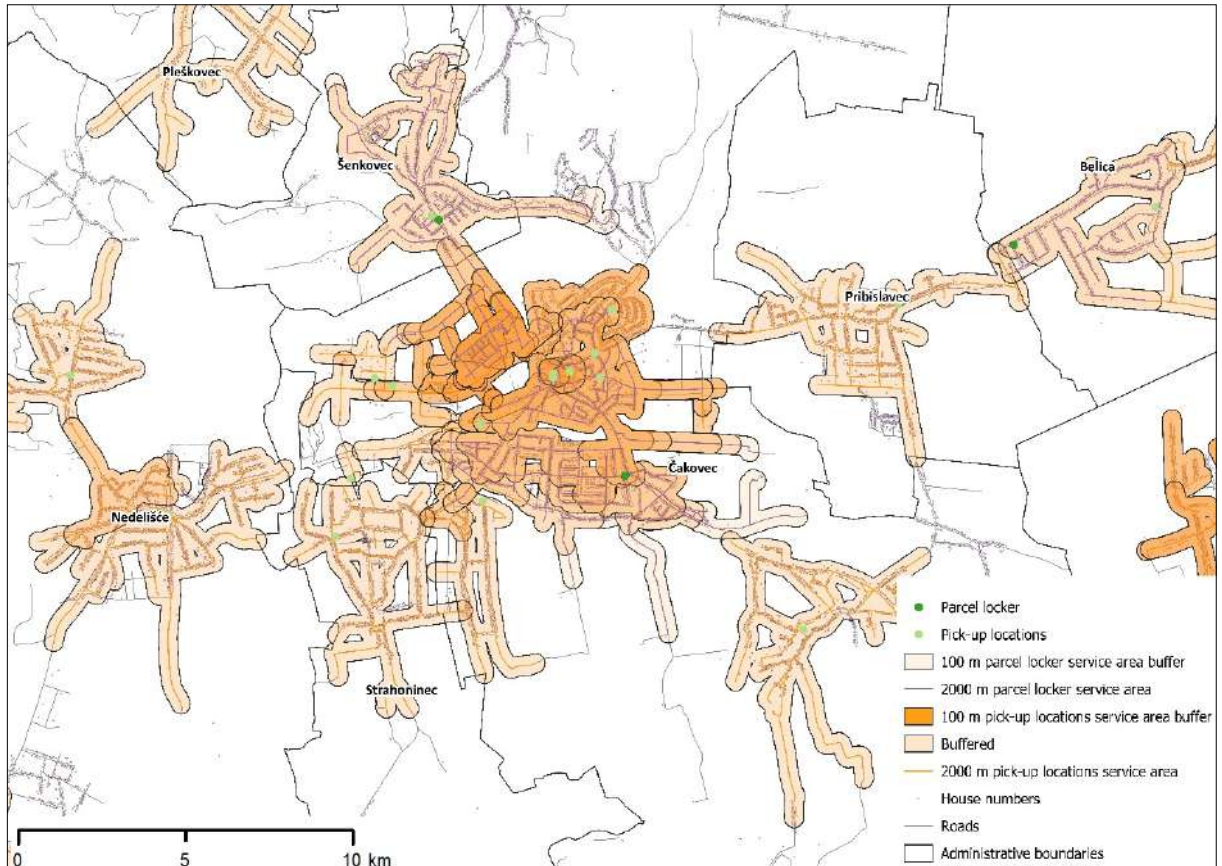 Pleškovec
Šenkovec
Belica
Pribislavec
Čakovec
Nedelišće
Strahoninec
Parcel locker
Pick-up locations
100 m parcel locker service area buffer
2000 m parcel locker service area
100 m pick-up locations service area buffer
Buffered
2000 m pick-up locations service area
House numbers
Roads
Administrative boundaries
0 5 10 km